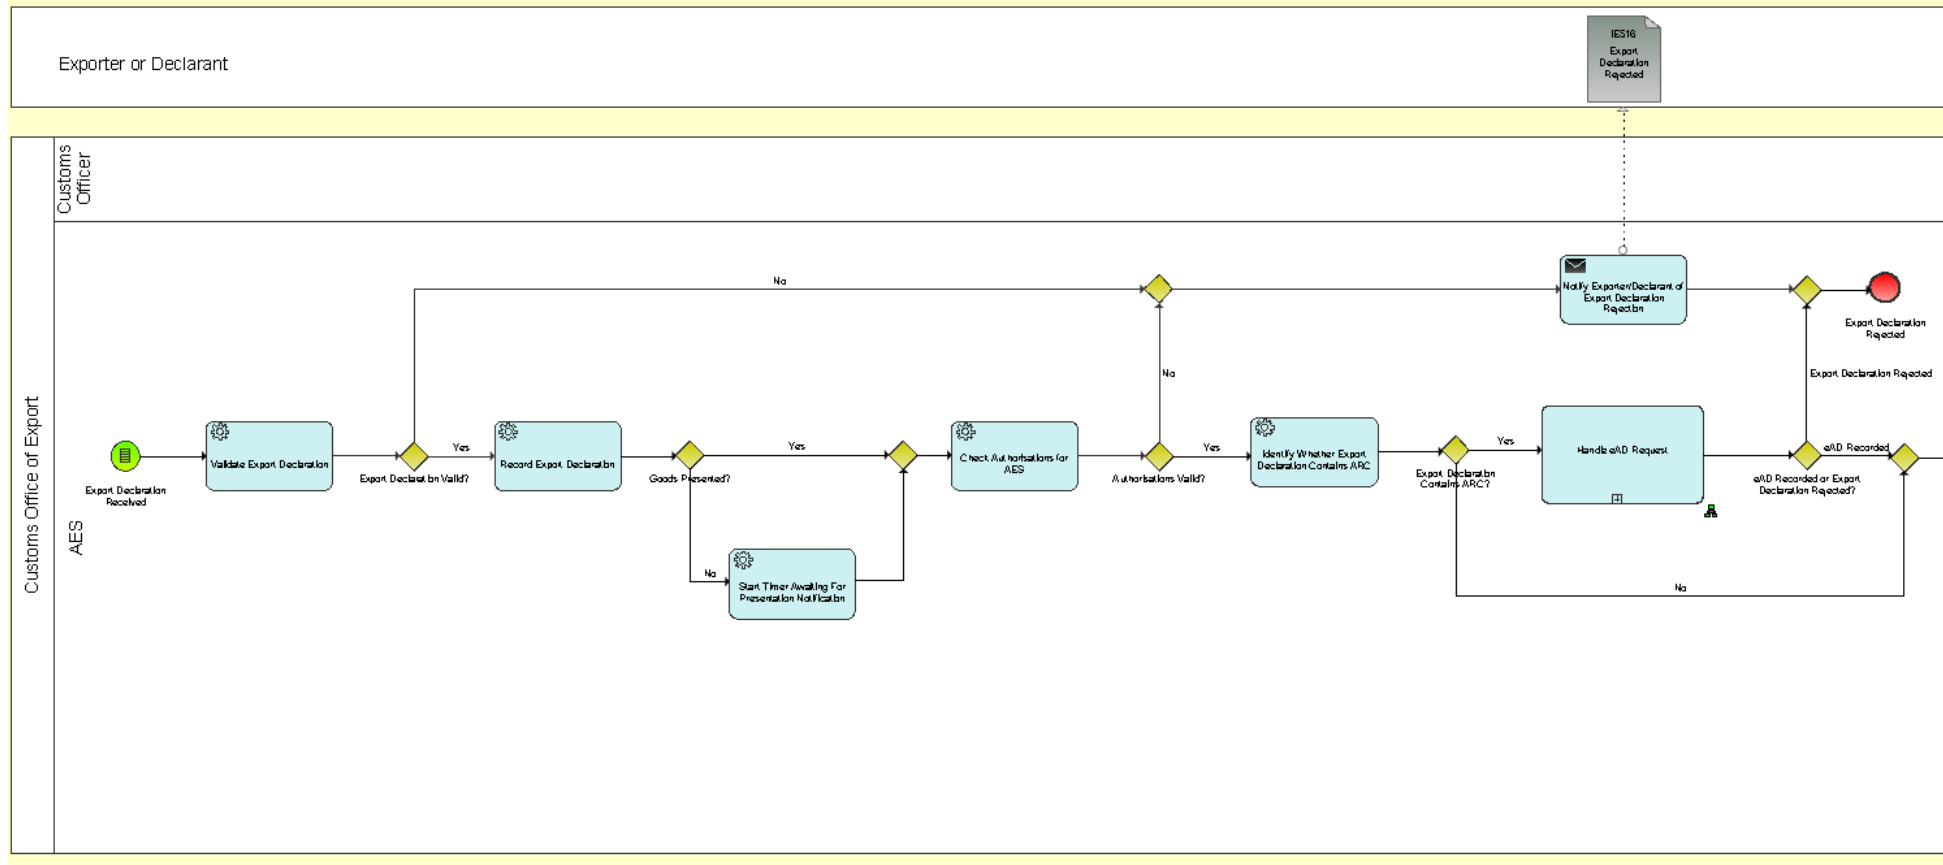 IE516
Export
Declaration
Rejected
Exporter or Declarant
Customs
Officer
Customs Office of Export
AES
No
Notify Exporter/Declarant of
Export Declaration
Rejection
Export Declaration
Rejected
No
Export Declaration Rejected
Export Declaration
Received
Validate Export Declaration
Export Declaration Valid?
Yes
Record Export Declaration
Goods Presented?
Yes
Check Authorisations for
AES
Authorisations Valid?
Yes
Identify Whether Export
Declaration Contains ARC
Export Declaration
Contains ARC?
Yes
Handle eAD Request
eAD Recorded
eAD Recorded or Export
Declaration Rejected?
No
Start Timer Awaiting For
Presentation Notification
No